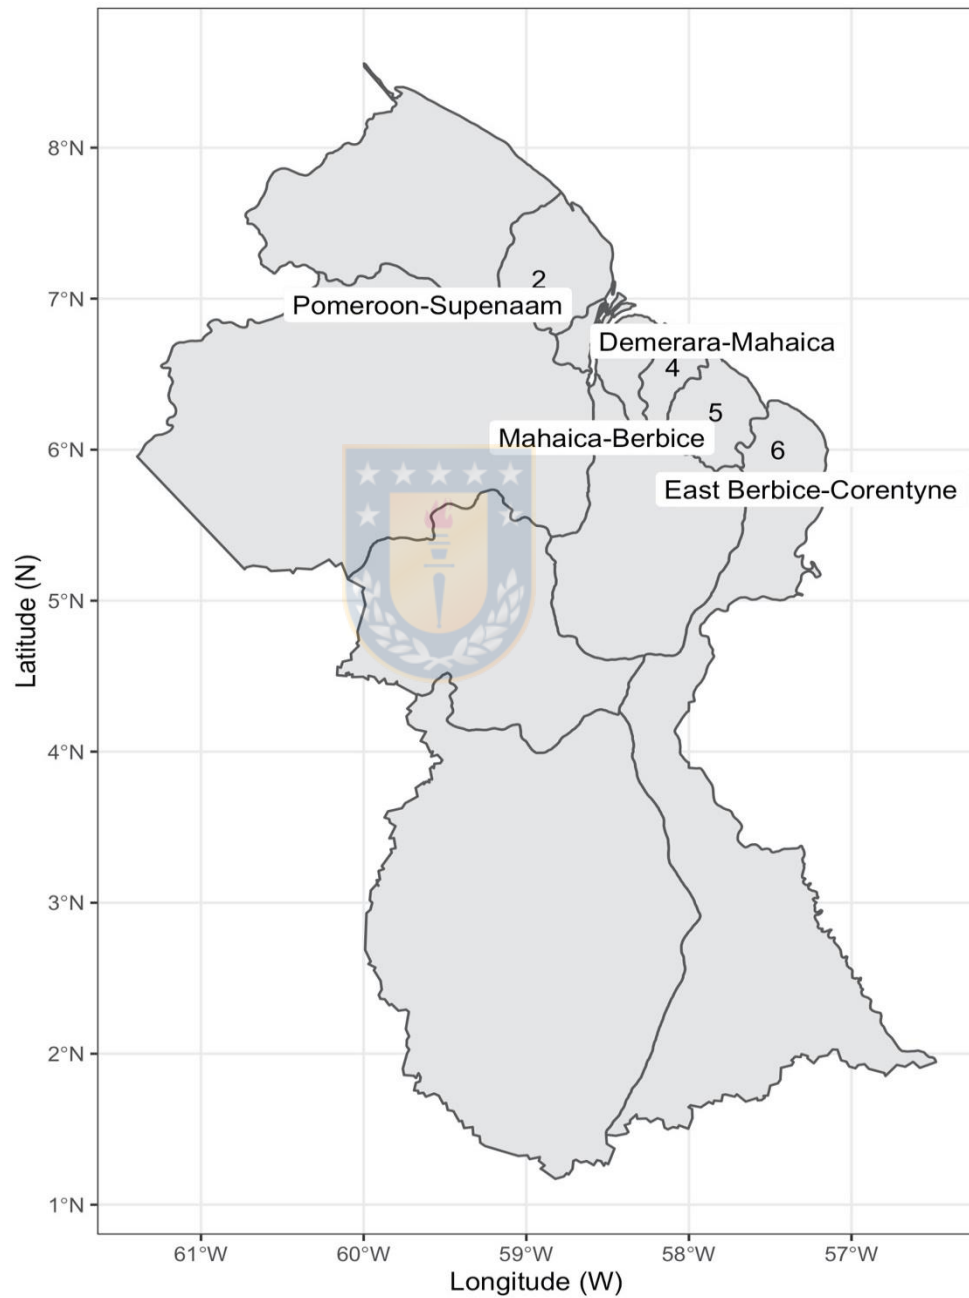 8°N
2
7°N
Pomeroon-Supenaam
Demerara-Mahaica
4
5
Mahaica-Berbice
6°N
6
East Berbice-Corentyne
5°N
4°N
3°N
2°N
1°N
Latitude (N)
61°W 60°W 59°W 58°W 57°W
Longitude (W)